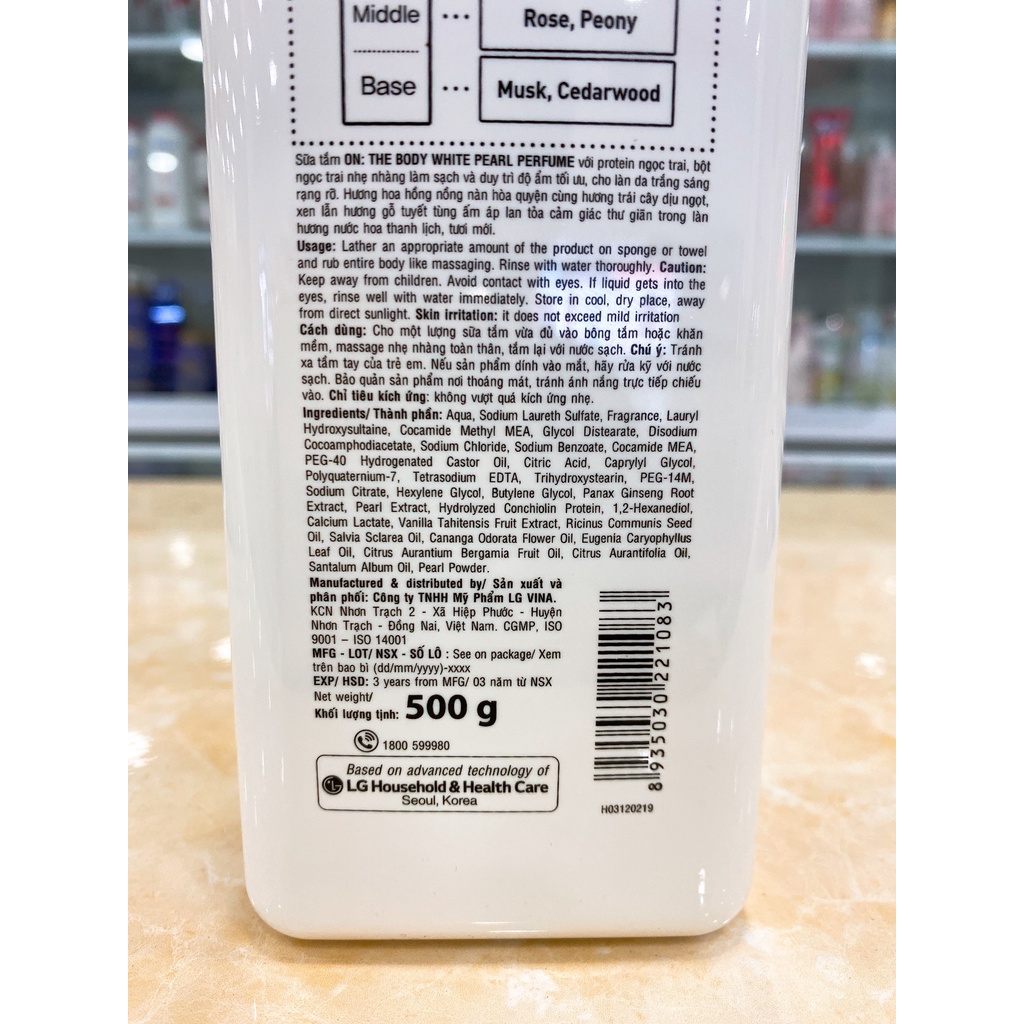 Middle ... Rose, Peony
Base ... Musk, Cedarwood
Sữa tắm ON: THE BODY WHITE PEARL PERFUME với protein ngọc trai, bột
ngọc trai nhẹ nhàng làm sạch và duy trì độ ẩm tối ưu, cho làn da trắng sáng
rạng rỡ. Hương hoa hồng nồng nàn hòa quyện cùng hương trái cây dịu ngọt,
xen lẫn hương gỗ tuyết tùng ấm áp lan tỏa cảm giác thư giãn trong làn
hương nước hoa thanh lịch, tươi mới.
Usage: Lather an appropriate amount of the product on sponge or towel
and rub entire body like massaging. Rinse with water thoroughly. Caution:
Keep away from children. Avoid contact with eyes. If liquid gets into the
eyes, rinse well with water immediately. Store in cool, dry place, away
from direct sunlight. Skin irritation: it does not exceed mild irritation
Cách dùng: Cho một lượng sữa tắm vừa đủ vào bông tắm hoặc khăn
mềm, massage nhẹ nhàng toàn thân, tắm lại với nước sạch. Chú ý: Tránh
xa tầm tay của trẻ em. Nếu sản phẩm dính vào mắt, hãy rửa kỹ với nước
sạch. Bảo quản sản phẩm nơi thoáng mát, tránh ánh nắng trực tiếp chiếu
vào. Chỉ tiêu kích ứng: không vượt quá kích ứng nhẹ.
Ingredients/ Thành phần: Aqua, Sodium Laureth Sulfate, Fragrance, Lauryl
Hydroxysultaine, Cocamide Methyl MEA, Glycol Distearate, Disodium
Cocoamphodiacetate, Sodium Chloride, Sodium Benzoate, Cocamide MEA,
PEG-40 Hydrogenated Castor Oil, Citric Acid, Caprylyl Glycol,
Polyquaternium-7, Tetrasodium EDTA, Trihydroxystearin, PEG-14M,
Sodium Citrate, Hexylene Glycol, Butylene Glycol, Panax Ginseng Root
Extract, Pearl Extract, Hydrolyzed Conchiolin Protein, 1,2-Hexanediol,
Calcium Lactate, Vanilla Tahitensis Fruit Extract, Ricinus Communis Seed
Oil, Salvia Sclarea Oil, Cananga Odorata Flower Oil, Eugenia Caryophyllus
Leaf Oil, Citrus Aurantium Bergamia Fruit Oil, Citrus Aurantifolia Oil,
Santalum Album Oil, Pearl Powder.
Manufactured & distributed by/ Sản xuất và
phân phối: Công ty TNHH Mỹ Phẩm LG VINA.
KCN Nhơn Trạch 2 - Xã Hiệp Phước - Huyện
Nhơn Trạch - Đồng Nai, Việt Nam. CGMP, ISO
9001 – ISO 14001
MFG - LOT/ NSX - SỐ LÔ : See on package/ Xem
trên bao bì (dd/mm/yyyy)-xxxx
EXP/ HSD: 3 years from MFG/ 03 năm từ NSX
Net weight/
Khối lượng tịnh: 500 g
1800 599980
Based on advanced technology of
LG Household & Health Care
Seoul, Korea
8 935030 221083
H03120219